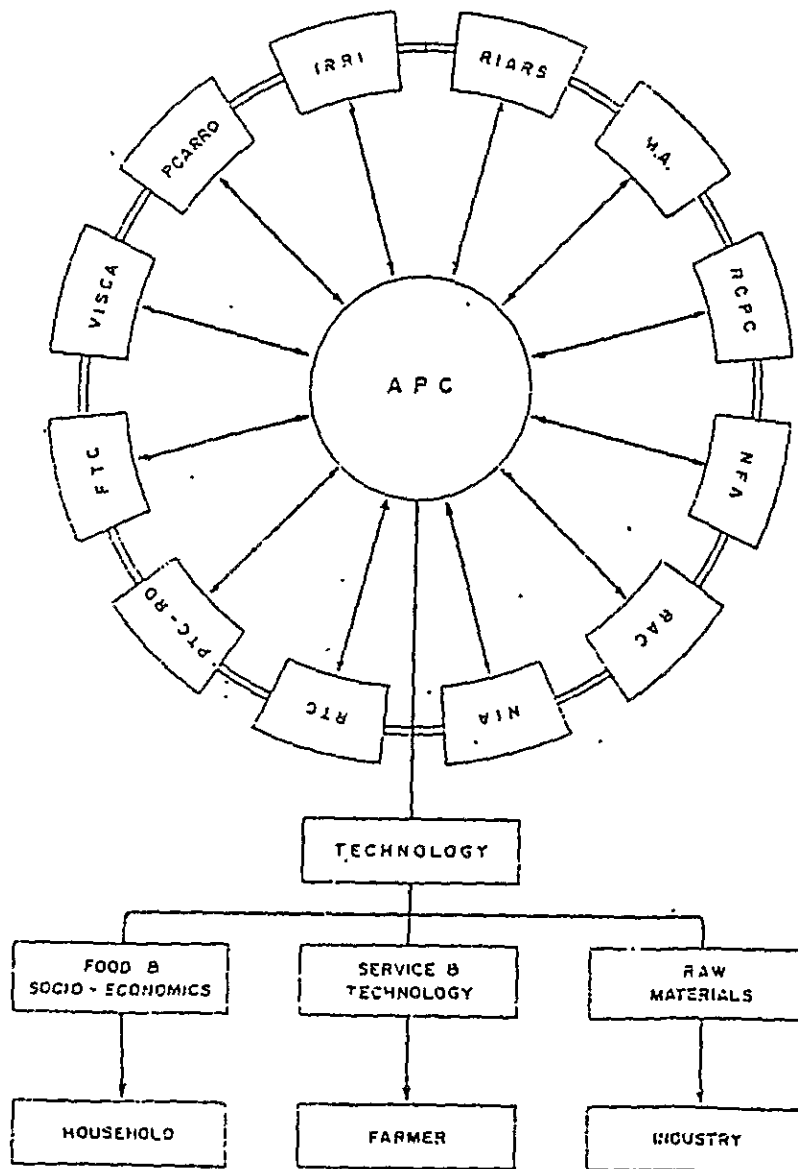 IRRI
RIARS
M.A.
RCPC
NFA
RAC
NIA
RTC
PTC-RD
FTC
VISCA
PCARRD
APC
TECHNOLOGY
FOOD &
SOCIO - ECONOMICS
SERVICE &
TECHNOLOGY
RAW
MATERIALS
HOUSEHOLD
FARMER
INDUSTRY